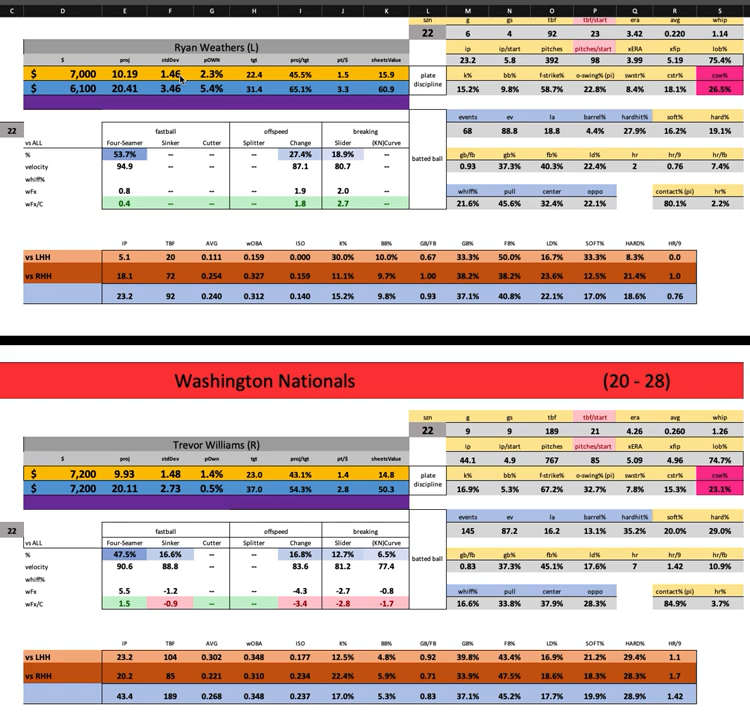 C D E F G H I J K L M N O P Q R S
szn g gs tbf tbf/start era avg whip
22 6 4 92 23 3.42 0.220 1.14
Ryan Weathers (L) ip ip/start pitches pitches/start xERA xfip lob%
$ proj stdDev pOWN tgt proj/tgt pt/$ sheetsValue 23.2 5.8 392 98 3.99 5.19 75.4%
$ 7,000 10.19 1.46 2.3% 22.4 45.5% 1.5 15.9 plate discipline k% bb% f-strike% o-swing% (pi) swstr% cstr% csw%
$ 6,100 20.41 3.46 5.4% 31.4 65.1% 3.3 60.9 15.2% 9.8% 58.7% 22.8% 8.4% 18.1% 26.5%
events ev la barrel% hardhit% soft% hard%
22 fastball offspeed breaking 68 88.8 18.8 4.4% 27.9% 16.2% 19.1%
vs ALL Four-Seamer Sinker Cutter Splitter Change Slider (KN)Curve
% 53.7% -- -- -- 27.4% 18.9% -- batted ball gb/fb gb% fb% ld% hr hr/9 hr/fb
velocity 94.9 -- -- -- 87.1 80.7 -- 0.93 37.3% 40.3% 22.4% 2 0.76 7.4%
whiff%
wFx 0.8 -- -- -- 1.9 2.0 -- whiff% pull center oppo contact% (pi) hr%
wFx/C 0.4 -- -- -- 1.8 2.7 -- 21.6% 45.6% 32.4% 22.1% 80.1% 2.2%
IP TBF AVG wOBA ISO K% BB% GB/FB GB% FB% LD% SOFT% HARD% HR/9
vs LHH 5.1 20 0.111 0.159 0.000 30.0% 10.0% 0.67 33.3% 50.0% 16.7% 33.3% 8.3% 0.0
vs RHH 18.1 72 0.254 0.327 0.159 11.1% 9.7% 1.00 38.2% 38.2% 23.6% 12.5% 21.4% 1.0
23.2 92 0.240 0.312 0.140 15.2% 9.8% 0.93 37.1% 40.8% 22.1% 17.0% 18.6% 0.76
Washington Nationals (20 - 28)
szn g gs tbf tbf/start era avg whip
22 9 9 189 21 4.26 0.260 1.26
Trevor Williams (R) ip ip/start pitches pitches/start xERA xfip lob%
$ proj stdDev pOwn tgt proj/tgt pt/$ sheetsValue 44.1 4.9 767 85 5.09 4.96 74.7%
$ 7,200 9.93 1.48 1.4% 23.0 43.1% 1.4 14.8 plate discipline k% bb% f-strike% o-swing% (pi) swstr% cstr% csw%
$ 7,200 20.11 2.73 0.5% 37.0 54.3% 2.8 50.3 16.9% 5.3% 67.2% 32.7% 7.8% 15.3% 23.1%
events ev la barrel% hardhit% soft% hard%
22 fastball offspeed breaking 145 87.2 16.2 13.1% 35.2% 20.0% 29.0%
vs ALL Four-Seamer Sinker Cutter Splitter Change Slider (KN)Curve
% 47.5% 16.6% -- -- 16.8% 12.7% 6.5% batted ball gb/fb gb% fb% ld% hr hr/9 hr/fb
velocity 90.6 88.8 -- -- 83.6 81.2 77.4 0.83 37.3% 45.1% 17.6% 7 1.42 10.9%
whiff%
wFx 5.5 -1.2 -- -- -4.3 -2.7 -0.8 whiff% pull center oppo contact% (pi) hr%
wFx/C 1.5 -0.9 -- -- -3.4 -2.8 -1.7 16.6% 33.8% 37.9% 28.3% 84.9% 3.7%
IP TBF AVG wOBA ISO K% BB% GB/FB GB% FB% LD% SOFT% HARD% HR/9
vs LHH 23.2 104 0.302 0.348 0.177 12.5% 4.8% 0.92 39.8% 43.4% 16.9% 21.2% 29.4% 1.1
vs RHH 20.2 85 0.221 0.310 0.234 22.4% 5.9% 0.71 33.9% 47.5% 18.6% 18.3% 28.3% 1.7
43.4 189 0.268 0.348 0.237 17.0% 5.3% 0.83 37.1% 45.2% 17.7% 19.9% 28.9% 1.42